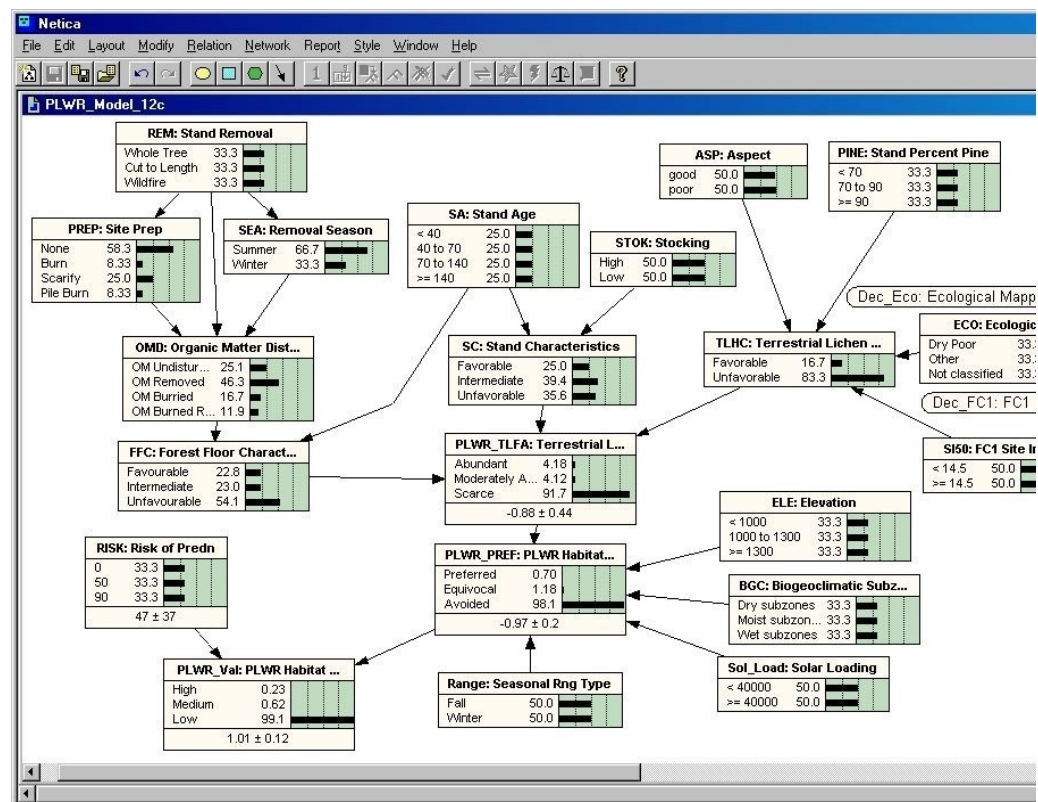 Netica
File Edit Layout Modify Relation Network Report Style Window Help
PLWR_Model_12c
REM: Stand Removal
Whole Tree 33.3
Cut to Length 33.3
Wildfire 33.3
ASP: Aspect
good 50.0
poor 50.0
PINE: Stand Percent Pine
< 70 33.3
70 to 90 33.3
>= 90 33.3
PREP: Site Prep
None 58.3
Burn 8.33
Scarify 25.0
Pile Burn 8.33
SEA: Removal Season
Summer 66.7
Winter 33.3
SA: Stand Age
< 40 25.0
40 to 70 25.0
70 to 140 25.0
>= 140 25.0
STOK: Stocking
High 50.0
Low 50.0
Dec_Eco: Ecological Mapp
ECO: Ecologic
Dry Poor 33.
Other 33.
Not classified 33.
OMD: Organic Matter Dist...
OM Undistur... 25.1
OM Removed 46.3
OM Burried 16.7
OM Burned R... 11.9
SC: Stand Characteristics
Favorable 25.0
Intermediate 39.4
Unfavorable 35.6
TLHC: Terrestrial Lichen ...
Favorable 16.7
Unfavorable 83.3
Dec_FC1: FC1
FFC: Forest Floor Charact...
Favourable 22.8
Intermediate 23.0
Unfavourable 54.1
PLWR_TLFA: Terrestrial L...
Abundant 4.18
Moderately A... 4.12
Scarce 91.7
-0.88 ± 0.44
SI50: FC1 Site In
< 14.5 50.0
>= 14.5 50.0
ELE: Elevation
< 1000 33.3
1000 to 1300 33.3
>= 1300 33.3
RISK: Risk of Predn
0 33.3
50 33.3
90 33.3
47 ± 37
PLWR_PREF: PLWR Habitat...
Preferred 0.70
Equivocal 1.18
Avoided 98.1
-0.97 ± 0.2
BGC: Biogeoclimatic Subz...
Dry subzones 33.3
Moist subzon... 33.3
Wet subzones 33.3
PLWR_Val: PLWR Habitat ...
High 0.23
Medium 0.62
Low 99.1
1.01 ± 0.12
Range: Seasonal Rng Type
Fall 50.0
Winter 50.0
Sol_Load: Solar Loading
< 40000 50.0
>= 40000 50.0